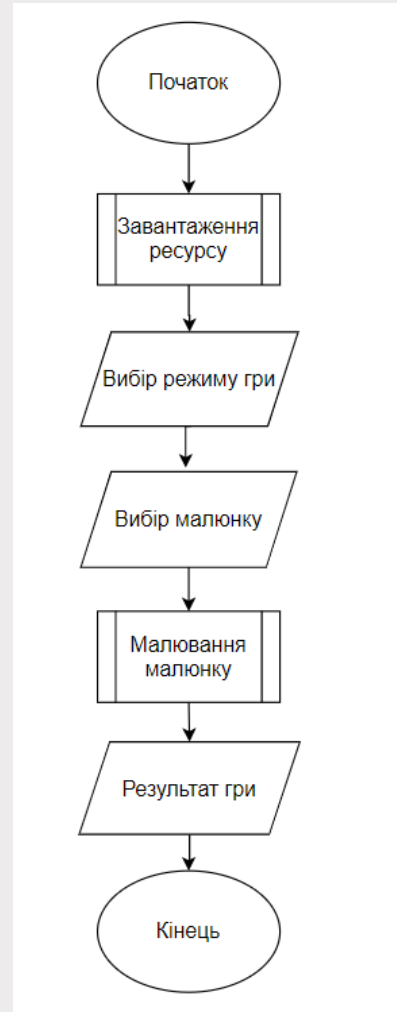 Початок
Завантаження
ресурсу
Вибір режиму гри
Вибір малюнку
Малювання
малюнку
Результат гри
Кінець